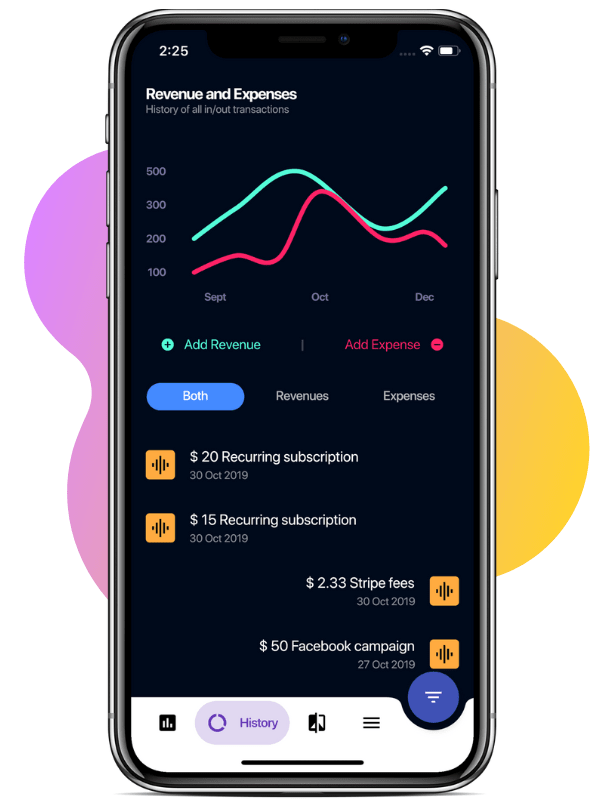 2:25
Revenue and Expenses
History of all in/out transactions
500
300
200
100
Sept Oct Dec
Add Revenue | Add Expense
Both Revenues Expenses
$ 20 Recurring subscription
30 Oct 2019
$ 15 Recurring subscription
30 Oct 2019
$ 2.33 Stripe fees
30 Oct 2019
$ 50 Facebook campaign
27 Oct 2019
History